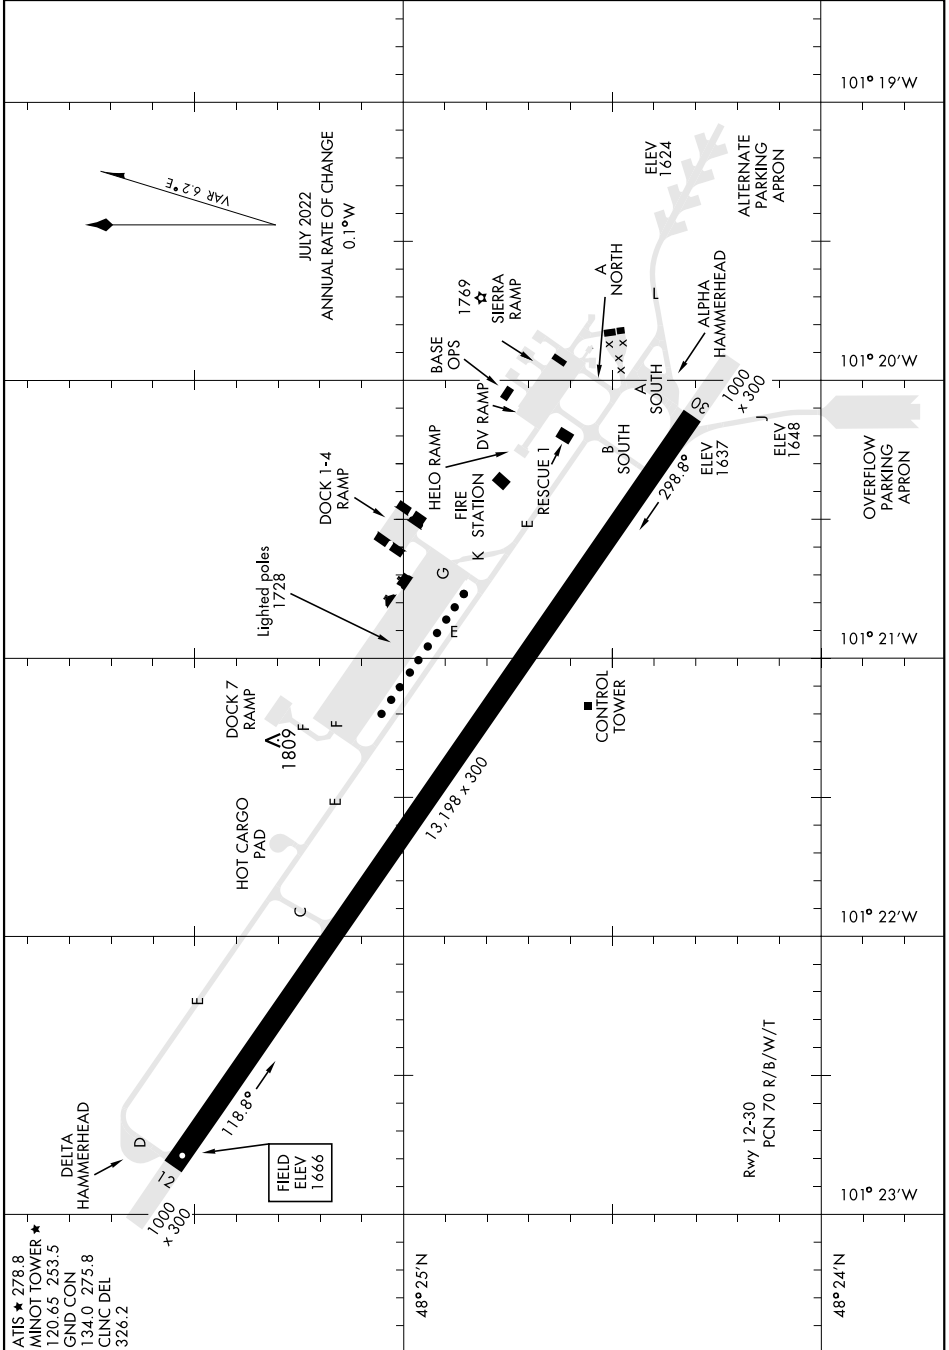 ATIS ★ 278.8
MINOT TOWER ★
120.65 253.5
GND CON
134.0 275.8
CLNC DEL
326.2
DELTA
HAMMERHEAD
D
12
1000
x 300
118.8°
FIELD
ELEV
1666
E
C
HOT CARGO
PAD
E
DOCK 7
RAMP
1809
F
F
Lighted poles
1728
DOCK 1-4
RAMP
E
G
K
HELO RAMP
FIRE
STATION
E
DV RAMP
BASE
OPS
RESCUE 1
1769
SIERRA
RAMP
A
NORTH
x x x x x
B
SOUTH
A
SOUTH
L
ALPHA
HAMMERHEAD
ELEV
1624
ALTERNATE
PARKING
APRON
13,198 x 300
298.8°
30
1000
x 300
ELEV
1637
J
ELEV
1648
OVERFLOW
PARKING
APRON
CONTROL
TOWER
VAR 6.2°E
JULY 2022
ANNUAL RATE OF CHANGE
0.1°W
Rwy 12-30
PCN 70 R/B/W/T
48°25'N
48°24'N
101°23'W
101°22'W
101°21'W
101°20'W
101°19'W